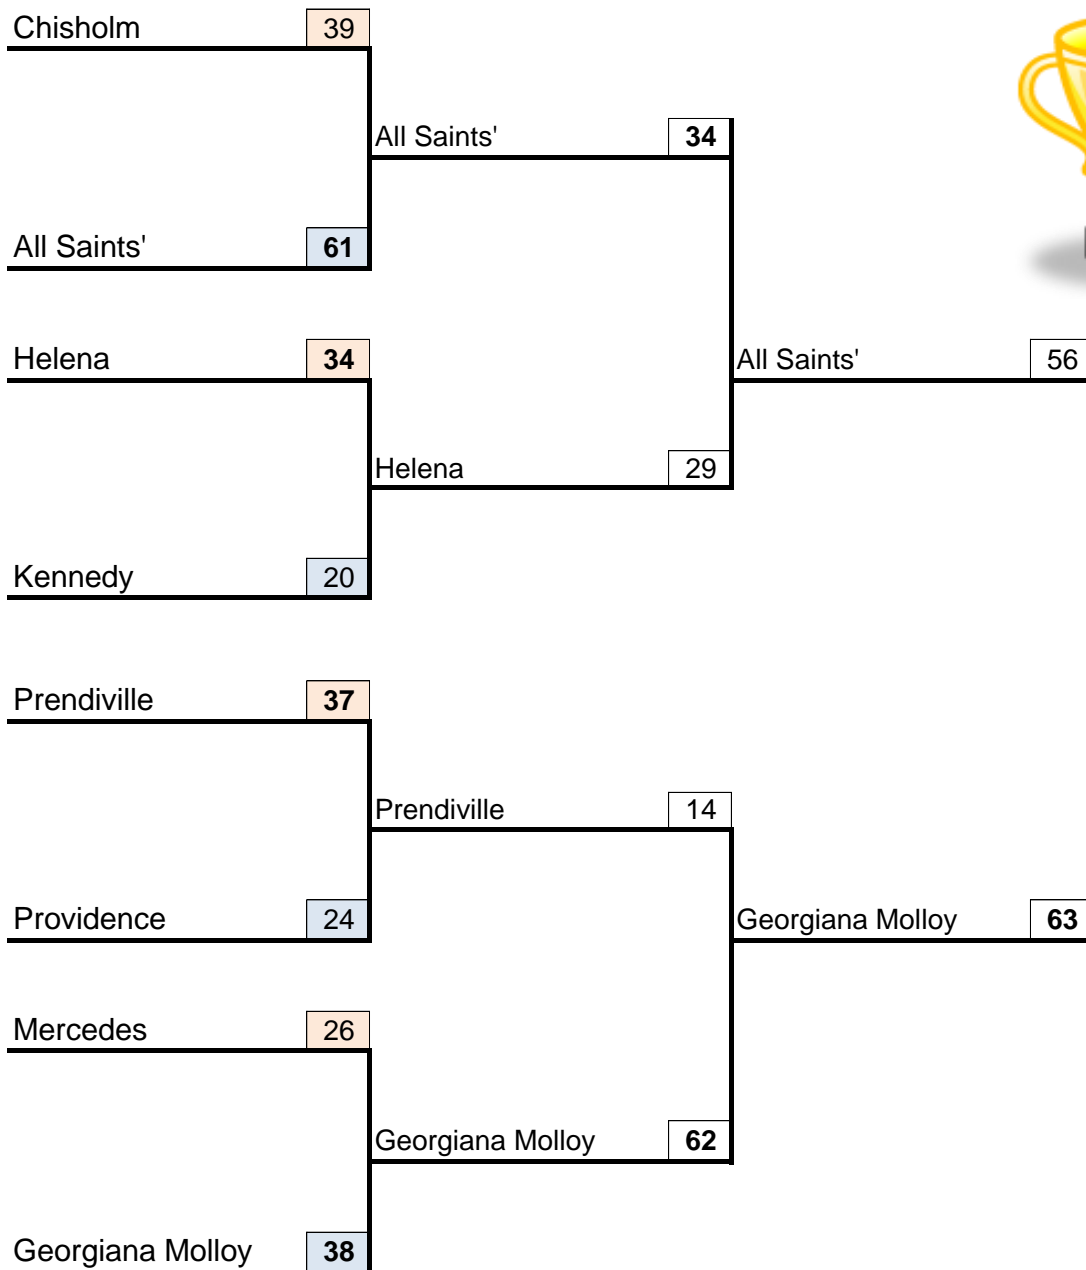 Chisholm 39
All Saints' 34
All Saints' 61
Helena 34
All Saints' 56
Helena 29
Kennedy 20
Prendiville 37
Prendiville 14
Providence 24
Georgiana Molloy 63
Mercedes 26
Georgiana Molloy 62
Georgiana Molloy 38